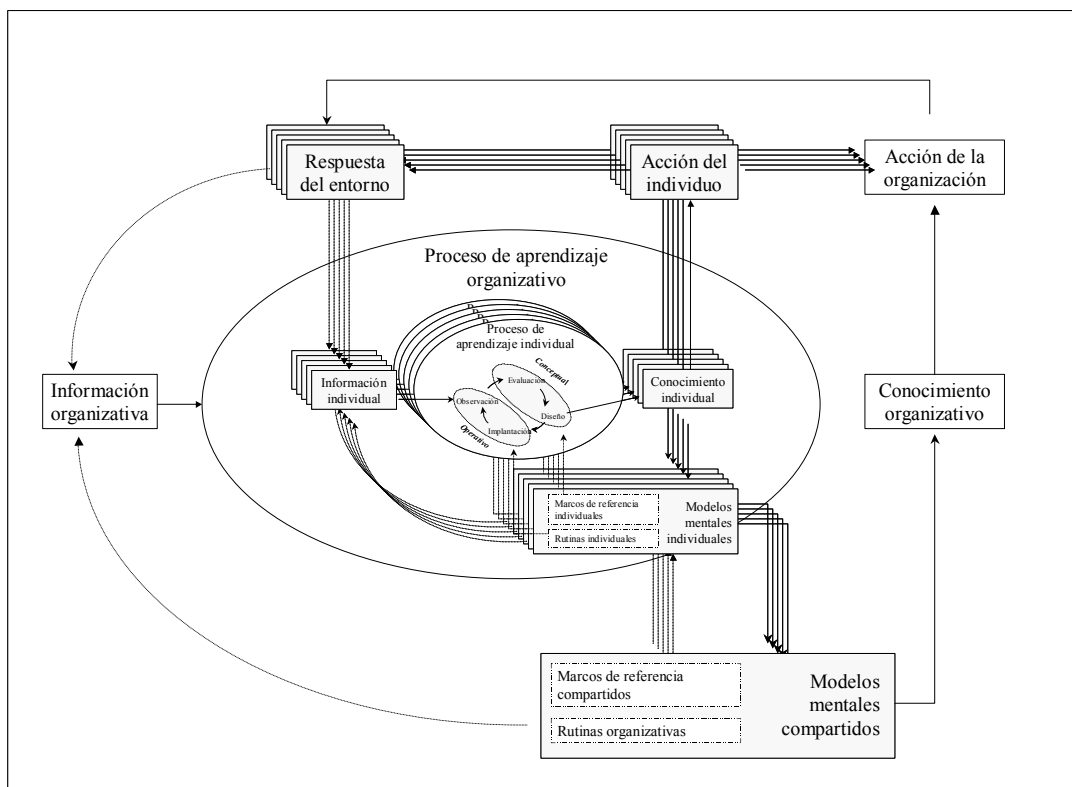 Respuesta
del entorno
Acción del
individuo
Acción de la
organización
Proceso de aprendizaje
organizativo
Proceso de
aprendizaje individual
Conceptual
Evaluación
Observación
Diseño
Implantación
Operativo
Información
individual
Conocimiento
individual
Información
organizativa
Conocimiento
organizativo
Marcos de referencia
individuales
Rutinas individuales
Modelos
mentales
individuales
Marcos de referencia
compartidos
Rutinas organizativas
Modelos
mentales
compartidos